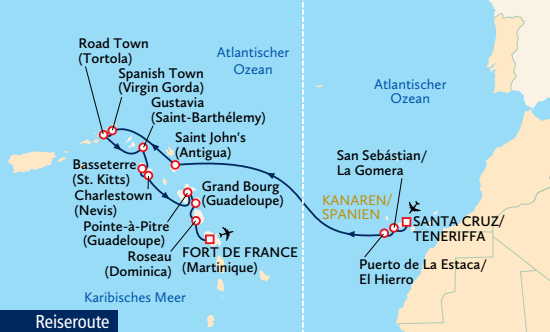 Road Town
(Tortola)
Spanish Town
(Virgin Gorda)
Gustavia
(Saint-Barthélemy)
Saint John's
(Antigua)
Basseterre
(St. Kitts)
Charlestown
(Nevis)
Grand Bourg
(Guadeloupe)
Pointe-à-Pitre
(Guadeloupe)
Roseau
(Dominica)
FORT DE FRANCE
(Martinique)
Karibisches Meer
Atlantischer
Ozean
Atlantischer
Ozean
San Sebástian/
La Gomera
KANAREN/
SPANIEN
SANTA CRUZ/
TENERIFFA
Puerto de La Estaca/
El Hierro
Reiseroute